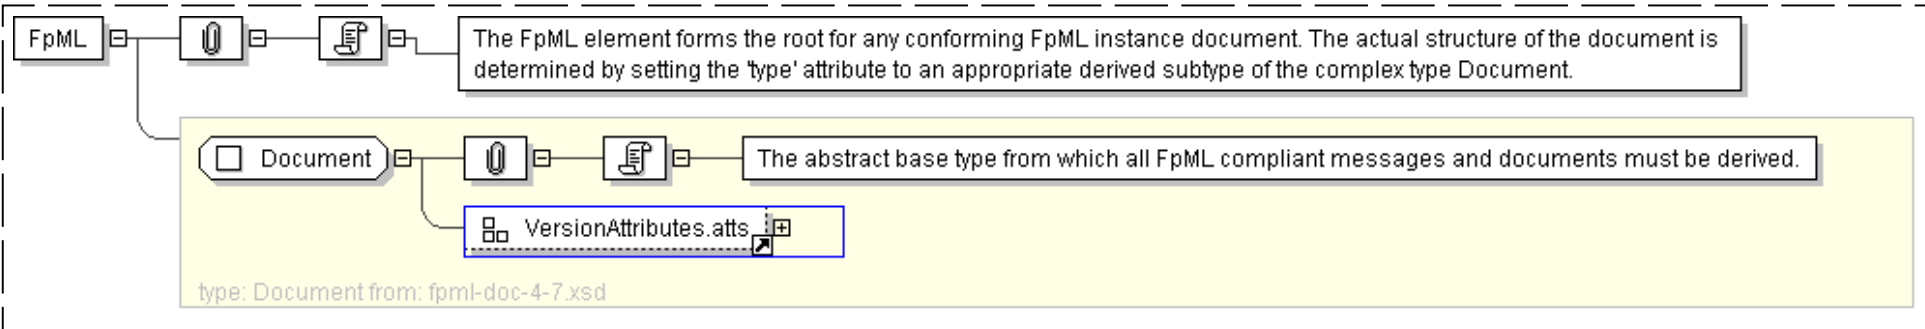 FpML
The FpML element forms the root for any conforming FpML instance document. The actual structure of the document is
determined by setting the 'type' attribute to an appropriate derived subtype of the complex type Document.
Document
The abstract base type from which all FpML compliant messages and documents must be derived.
VersionAttributes.atts
type: Document from: fpml-doc-4-7.xsd